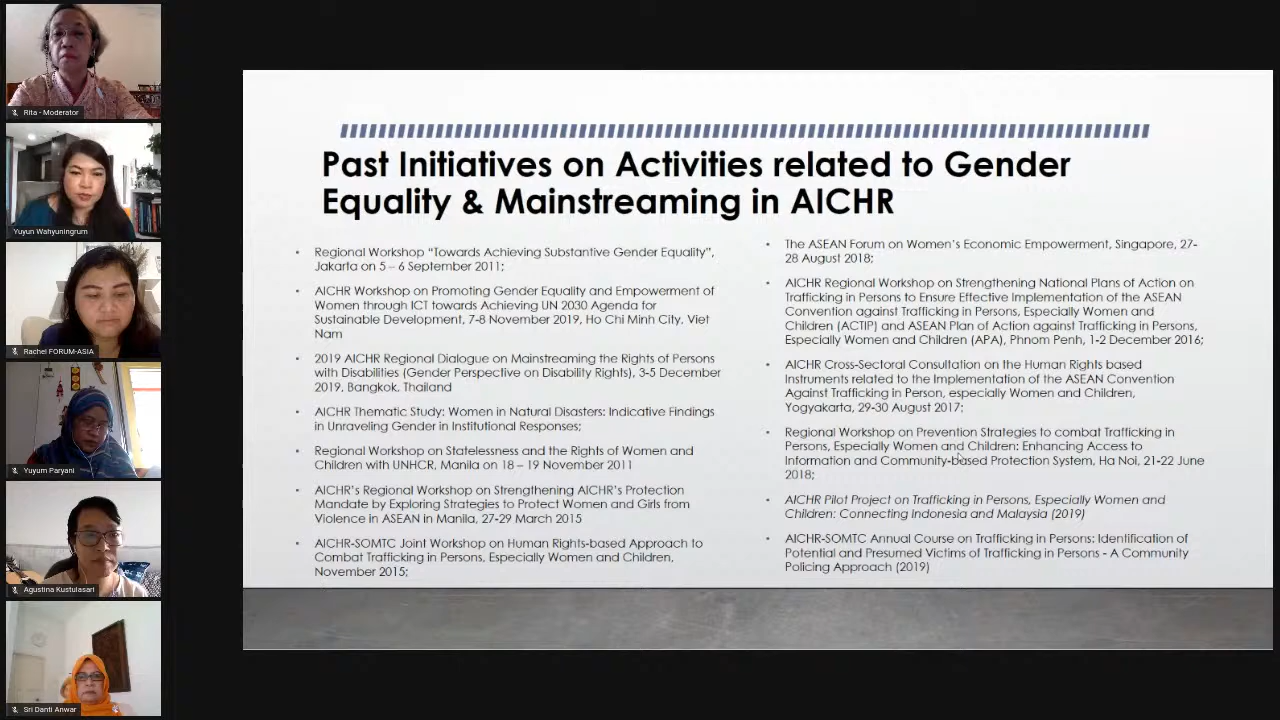 Rita - Moderator
Yuyun Wahyuningrum
Rachel FORUM-ASIA
Yuyum Paryani
Agustina Kustulasari
Sri Danti Anwar
Past Initiatives on Activities related to Gender
Equality & Mainstreaming in AICHR
• Regional Workshop “Towards Achieving Substantive Gender Equality”,
Jakarta on 5 – 6 September 2011;
• AICHR Workshop on Promoting Gender Equality and Empowerment of
Women through ICT towards Achieving UN 2030 Agenda for
Sustainable Development, 7-8 November 2019, Ho Chi Minh City, Viet
Nam
• 2019 AICHR Regional Dialogue on Mainstreaming the Rights of Persons
with Disabilities (Gender Perspective on Disability Rights), 3-5 December
2019, Bangkok, Thailand
• AICHR Thematic Study: Women in Natural Disasters: Indicative Findings
in Unraveling Gender in Institutional Responses;
• Regional Workshop on Statelessness and the Rights of Women and
Children with UNHCR, Manila on 18 – 19 November 2011
• AICHR’s Regional Workshop on Strengthening AICHR’s Protection
Mandate by Exploring Strategies to Protect Women and Girls from
Violence in ASEAN in Manila, 27-29 March 2015
• AICHR-SOMTC Joint Workshop on Human Rights-based Approach to
Combat Trafficking in Persons, Especially Women and Children,
November 2015;
• The ASEAN Forum on Women’s Economic Empowerment, Singapore, 27-
28 August 2018;
• AICHR Regional Workshop on Strengthening National Plans of Action on
Trafficking in Persons to Ensure Effective Implementation of the ASEAN
Convention against Trafficking in Persons, Especially Women and
Children (ACTIP) and ASEAN Plan of Action against Trafficking in Persons,
Especially Women and Children (APA), Phnom Penh, 1-2 December 2016;
• AICHR Cross-Sectoral Consultation on the Human Rights based
Instruments related to the Implementation of the ASEAN Convention
Against Trafficking in Person, especially Women and Children,
Yogyakarta, 29-30 August 2017;
• Regional Workshop on Prevention Strategies to combat Trafficking in
Persons, Especially Women and Children: Enhancing Access to
Information and Community-based Protection System, Ha Noi, 21-22 June
2018;
• AICHR Pilot Project on Trafficking in Persons, Especially Women and
Children: Connecting Indonesia and Malaysia (2019)
• AICHR-SOMTC Annual Course on Trafficking in Persons: Identification of
Potential and Presumed Victims of Trafficking in Persons - A Community
Policing Approach (2019)